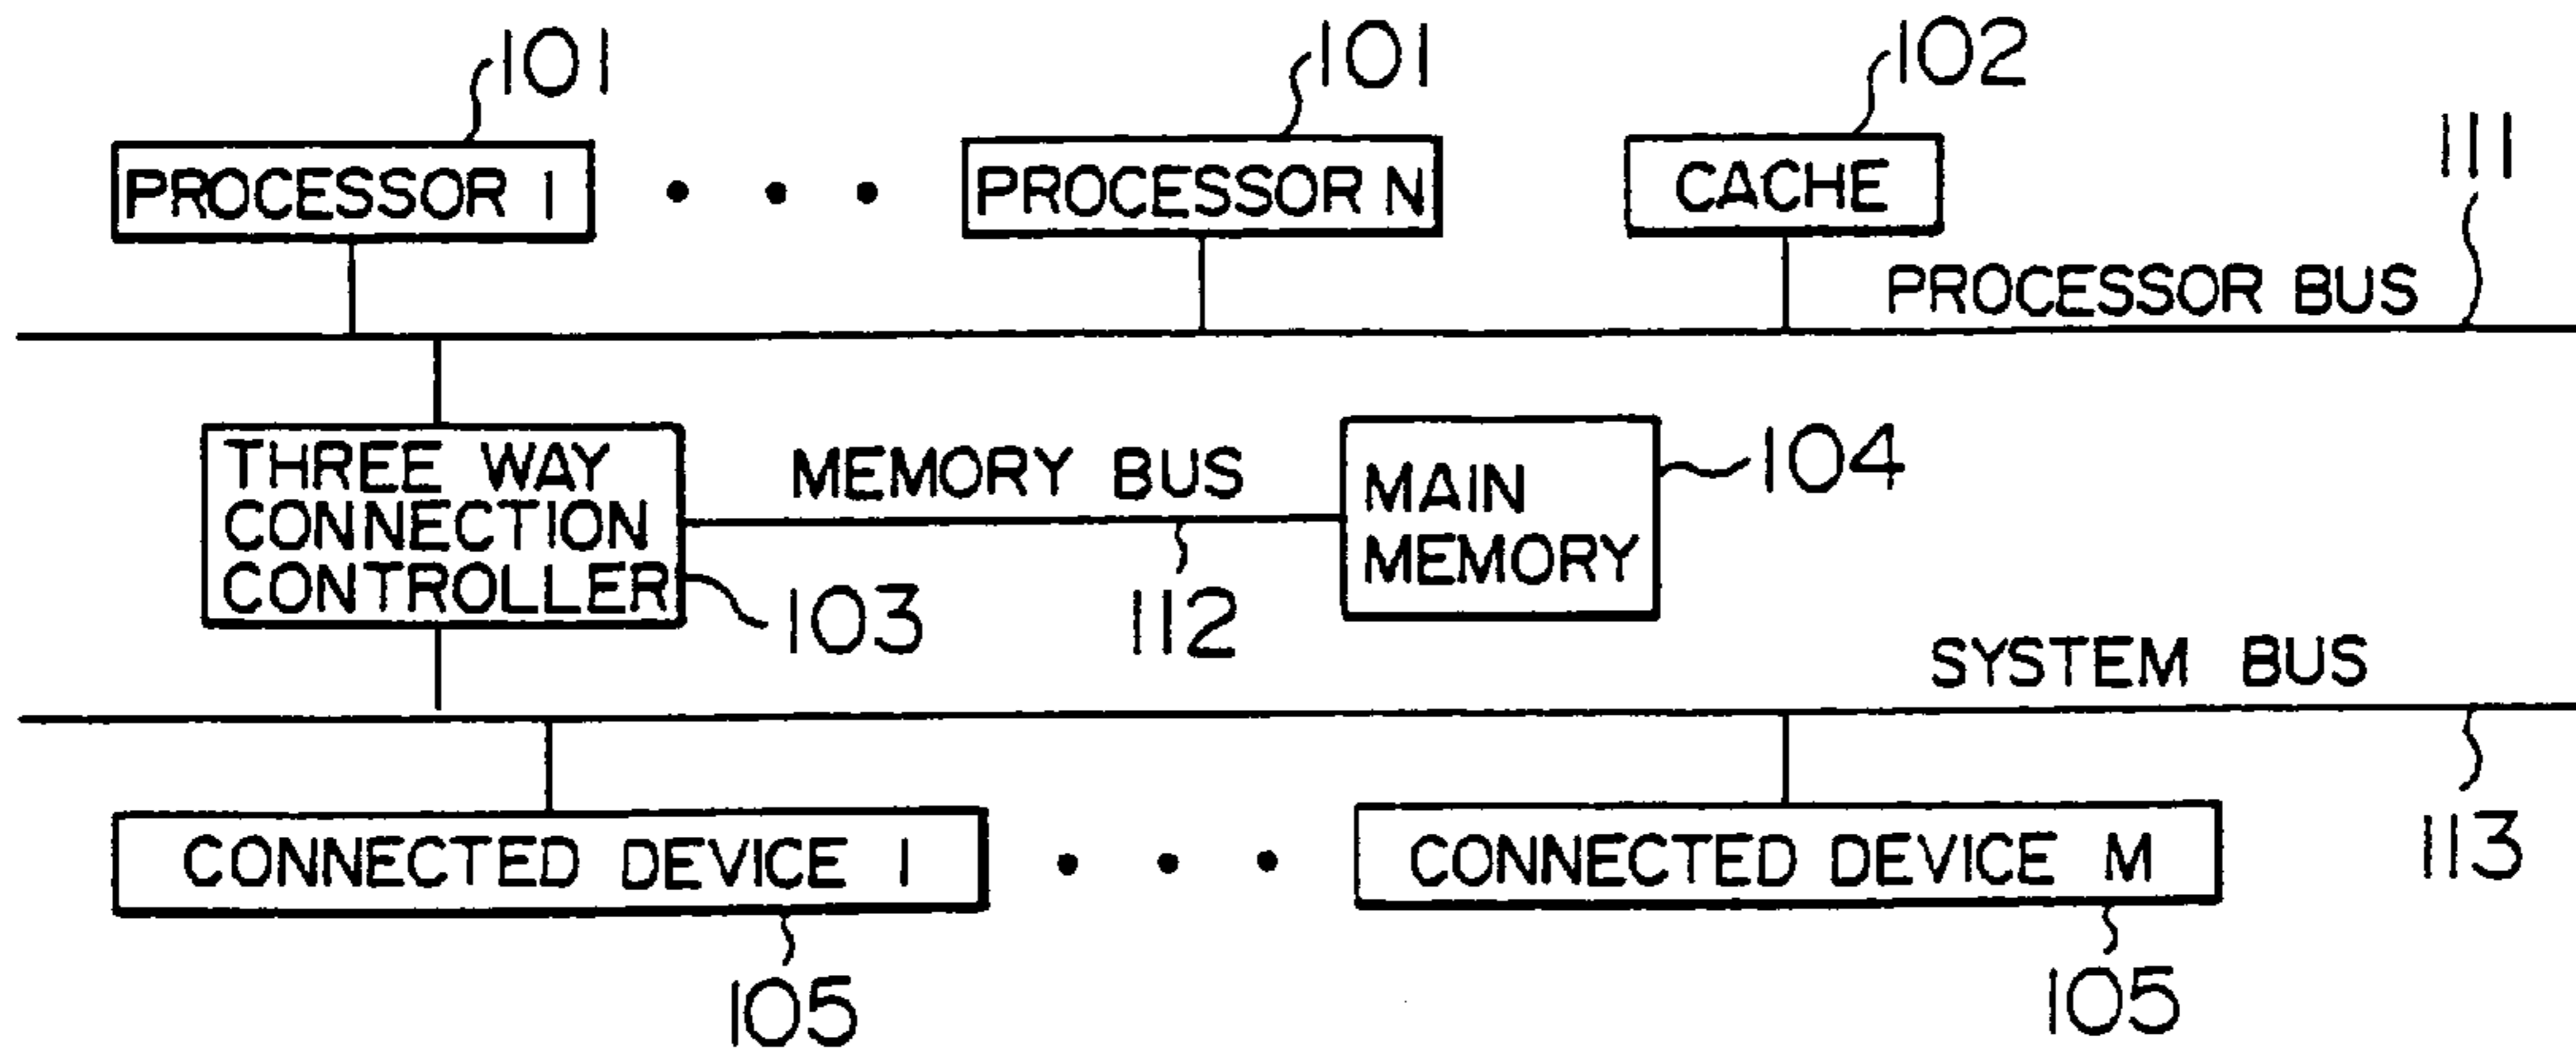 101
101
102
111
PROCESSOR 1
PROCESSOR N
CACHE
PROCESSOR BUS
THREE WAY
CONNECTION
CONTROLLER
103
MEMORY BUS
112
MAIN
MEMORY
104
SYSTEM BUS
113
CONNECTED DEVICE 1
CONNECTED DEVICE M
105
105